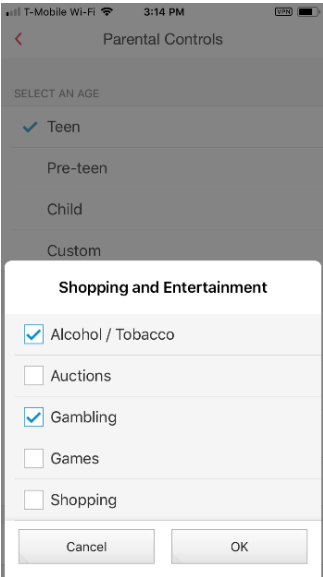 T-Mobile Wi-Fi 3:14 PM VPN
Parental Controls
SELECT AN AGE
Teen
Pre-teen
Child
Custom
Shopping and Entertainment
Alcohol / Tobacco
Auctions
Gambling
Games
Shopping
Cancel OK